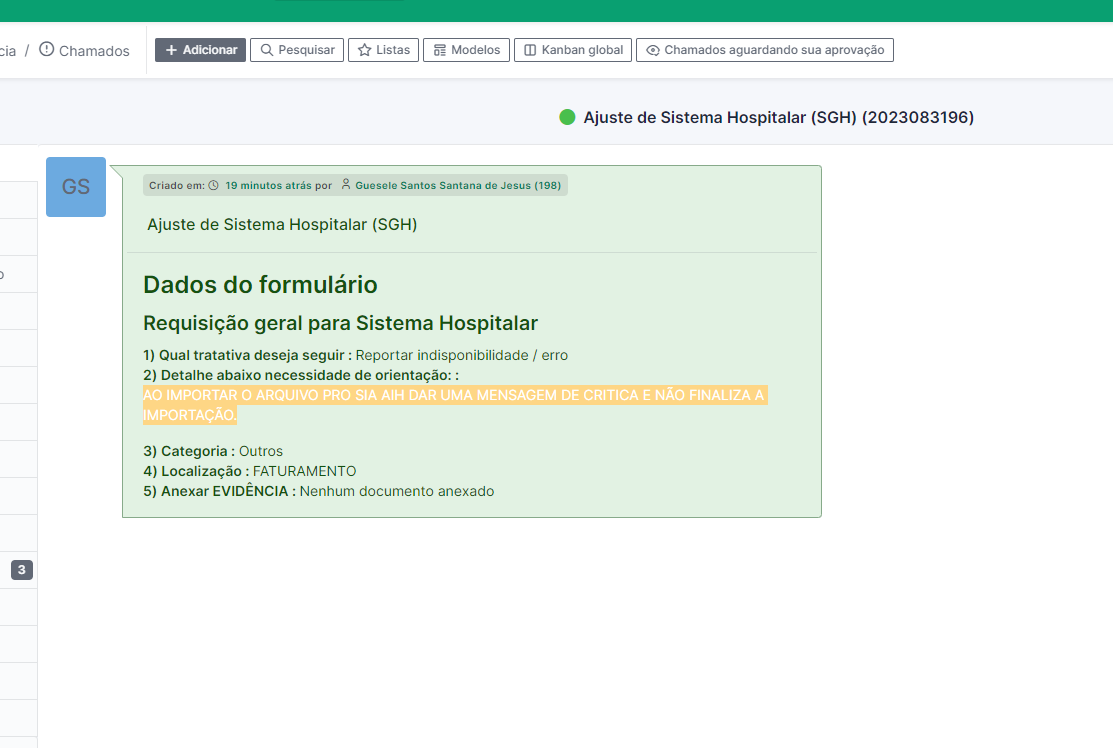 cia / Chamados
Adicionar
Pesquisar
Listas
Modelos
Kanban global
Chamados aguardando sua aprovação
Ajuste de Sistema Hospitalar (SGH) (2023083196)
GS
Criado em: 19 minutos atrás por Guesele Santos Santana de Jesus (198)
Ajuste de Sistema Hospitalar (SGH)
Dados do formulário
Requisição geral para Sistema Hospitalar
1) Qual tratativa deseja seguir : Reportar indisponibilidade / erro
2) Detalhe abaixo necessidade de orientação: :
AO IMPORTAR O ARQUIVO PRO SIA AIH DAR UMA MENSAGEM DE CRITICA E NÃO FINALIZA A
IMPORTAÇÃO.
3) Categoria : Outros
4) Localização : FATURAMENTO
5) Anexar EVIDÊNCIA : Nenhum documento anexado
o
3